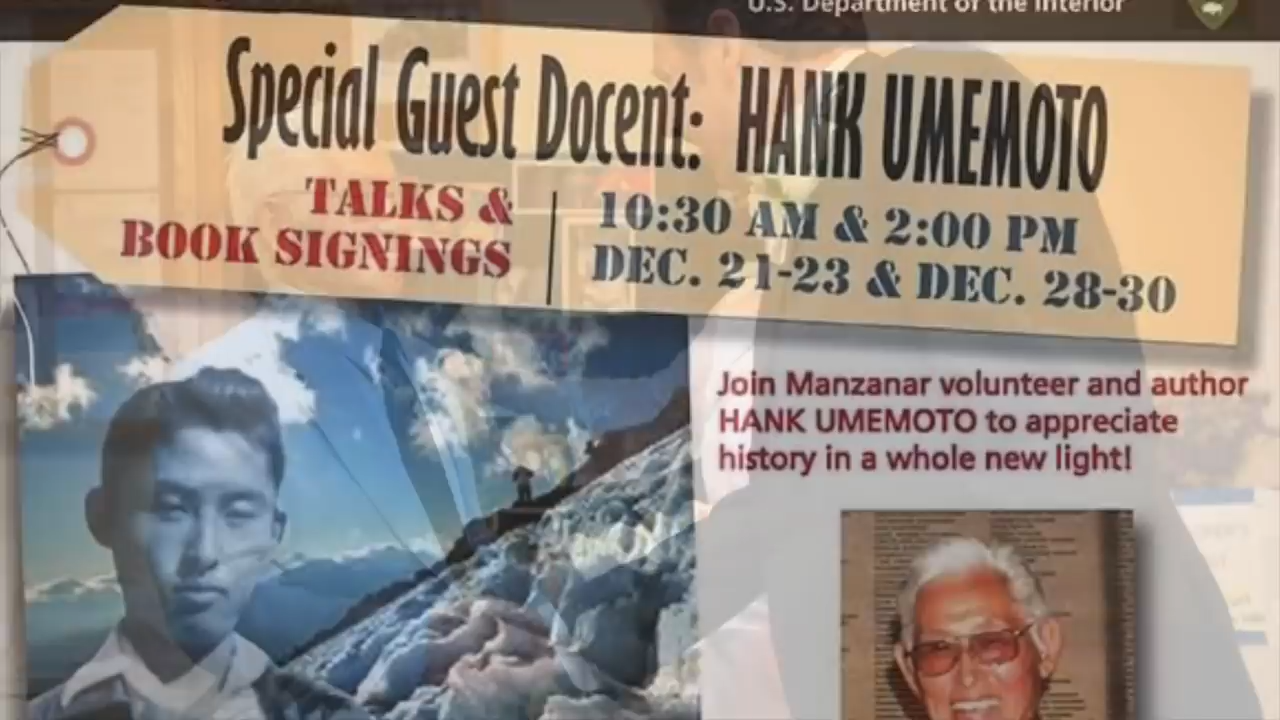 U.S. Department of the Interior
Special Guest Docent: HANK UMEMOTO
TALKS &
BOOK SIGNINGS
10:30 AM & 2:00 PM
DEC. 21-23 & DEC. 28-30
Join Manzanar volunteer and author
HANK UMEMOTO to appreciate
history in a whole new light!